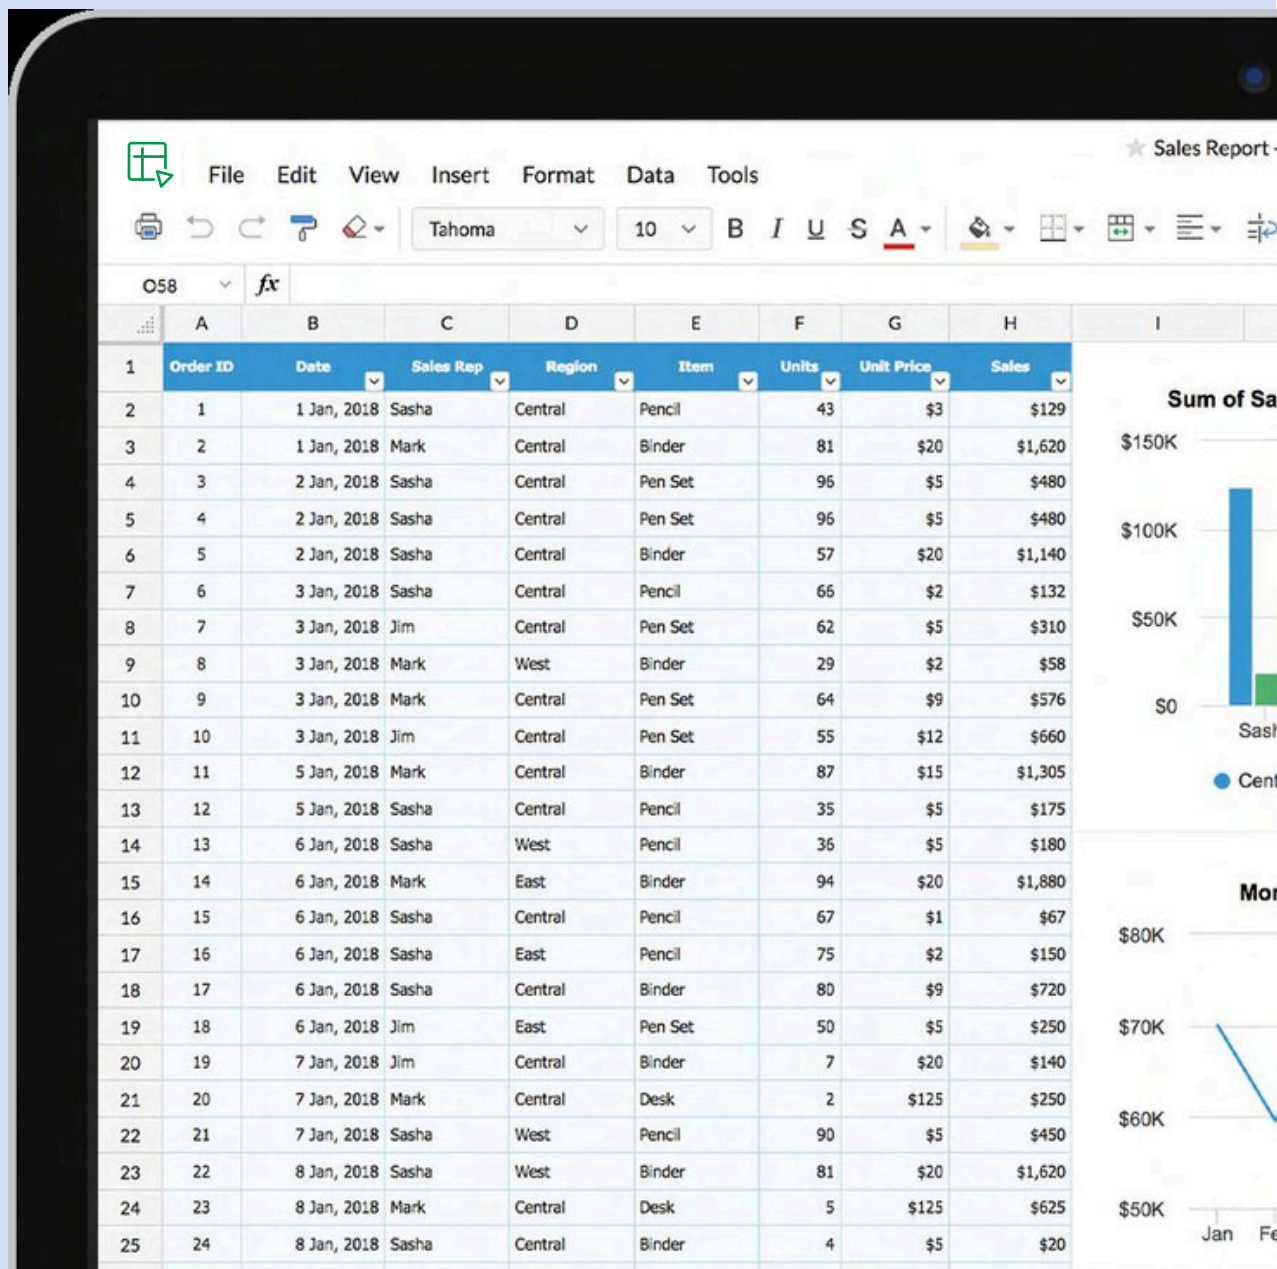 Sales Report -
File Edit View Insert Format Data Tools
Tahoma 10 B I U S A
O58 fx
A B C D E F G H I
1 Order ID Date Sales Rep Region Item Units Unit Price Sales
2 1 1 Jan, 2018 Sasha Central Pencil 43 $3 $129
3 2 1 Jan, 2018 Mark Central Binder 81 $20 $1,620
4 3 2 Jan, 2018 Sasha Central Pen Set 96 $5 $480
5 4 2 Jan, 2018 Sasha Central Pen Set 96 $5 $480
6 5 2 Jan, 2018 Sasha Central Binder 57 $20 $1,140
7 6 3 Jan, 2018 Sasha Central Pencil 66 $2 $132
8 7 3 Jan, 2018 Jim Central Pen Set 62 $5 $310
9 8 3 Jan, 2018 Mark West Binder 29 $2 $58
10 9 3 Jan, 2018 Mark Central Pen Set 64 $9 $576
11 10 3 Jan, 2018 Jim Central Pen Set 55 $12 $660
12 11 5 Jan, 2018 Mark Central Binder 87 $15 $1,305
13 12 5 Jan, 2018 Sasha Central Pencil 35 $5 $175
14 13 6 Jan, 2018 Sasha West Pencil 36 $5 $180
15 14 6 Jan, 2018 Mark East Binder 94 $20 $1,880
16 15 6 Jan, 2018 Sasha Central Pencil 67 $1 $67
17 16 6 Jan, 2018 Sasha East Pencil 75 $2 $150
18 17 6 Jan, 2018 Sasha Central Binder 80 $9 $720
19 18 6 Jan, 2018 Jim East Pen Set 50 $5 $250
20 19 7 Jan, 2018 Jim Central Binder 7 $20 $140
21 20 7 Jan, 2018 Mark Central Desk 2 $125 $250
22 21 7 Jan, 2018 Sasha West Pencil 90 $5 $450
23 22 8 Jan, 2018 Sasha West Binder 81 $20 $1,620
24 23 8 Jan, 2018 Mark Central Desk 5 $125 $625
25 24 8 Jan, 2018 Sasha Central Binder 4 $5 $20
Sum of Sa
$150K
$100K
$50K
$0
Sash
Cent
Mon
$80K
$70K
$60K
$50K
Jan Fe